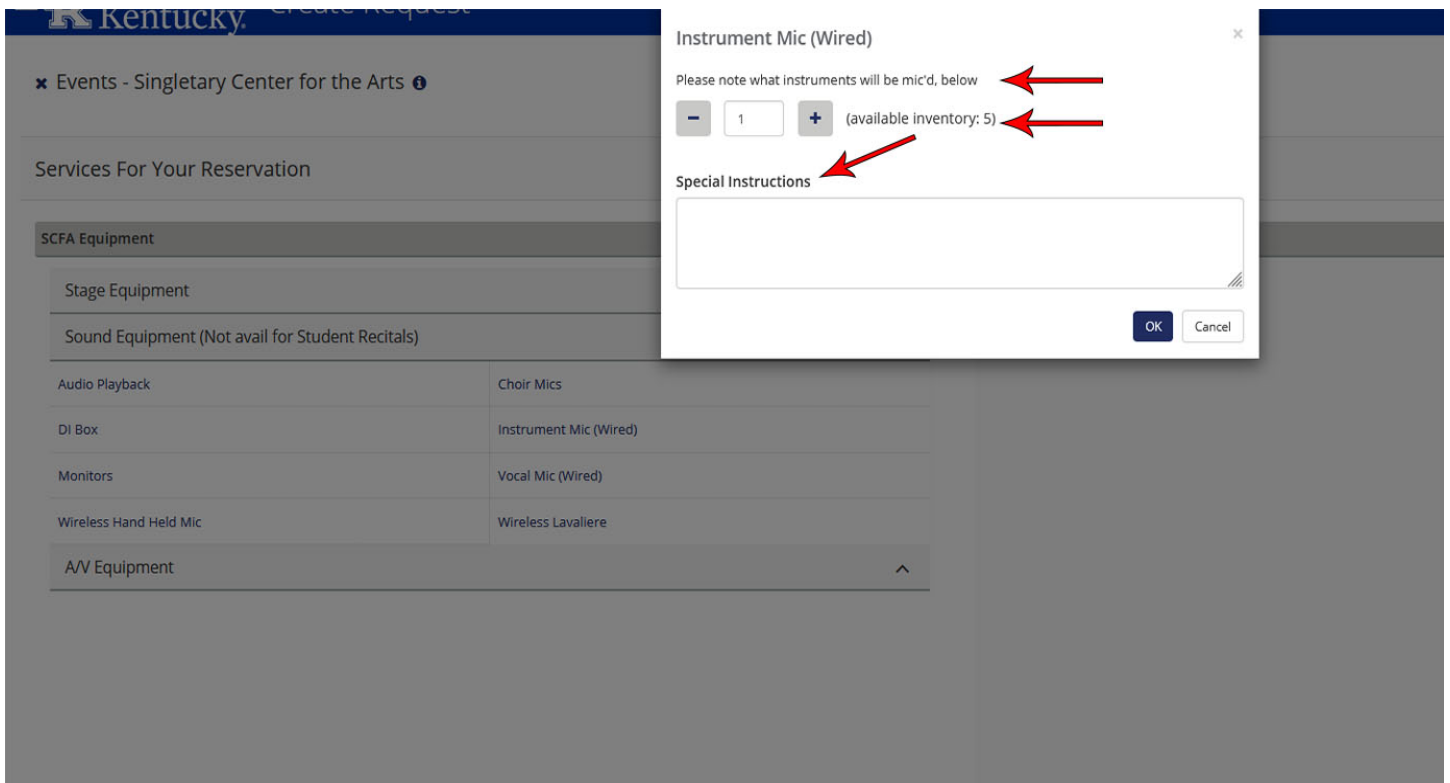 Kentucky. Create Request
Events - Singletary Center for the Arts
Services For Your Reservation
SCFA Equipment
Stage Equipment
Sound Equipment (Not avail for Student Recitals)
Audio Playback
Choir Mics
DI Box
Instrument Mic (Wired)
Monitors
Vocal Mic (Wired)
Wireless Hand Held Mic
Wireless Lavaliere
A/V Equipment
Instrument Mic (Wired)
×
Please note what instruments will be mic'd, below
− 1 + (available inventory: 5)
Special Instructions
OK Cancel